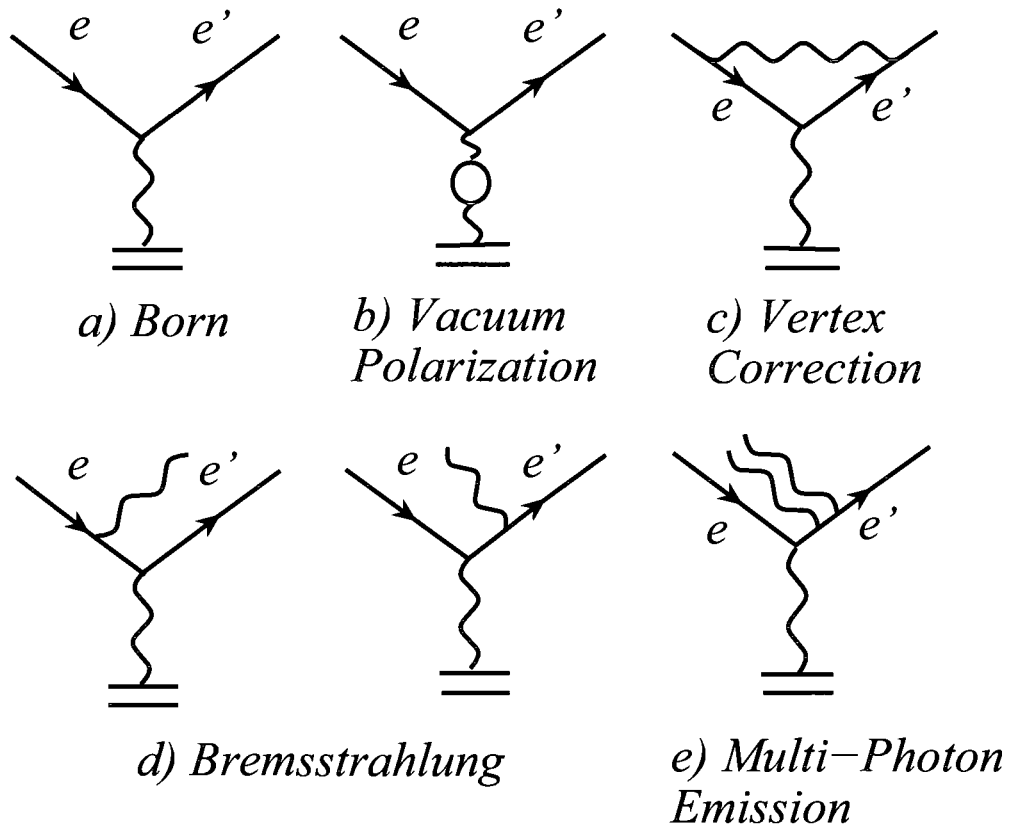 e e’ e e’
e e’
a) Born
b) Vacuum
Polarization
c) Vertex
Correction
e e’ e e’
e e’
d) Bremsstrahlung
e) Multi−Photon
Emission